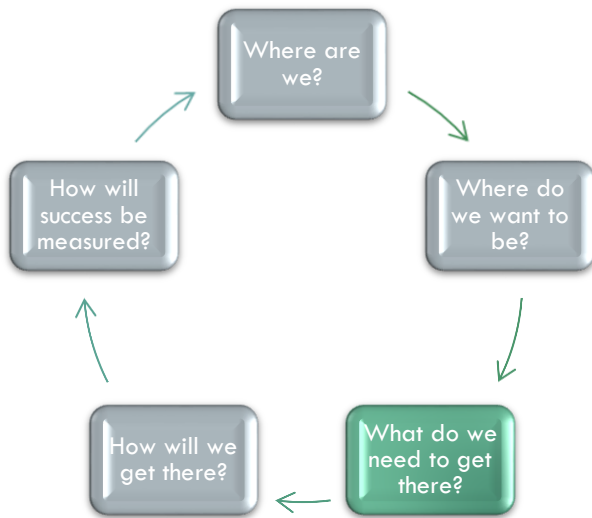 Where are
we?
Where do
we want to
be?
What do we
need to get
there?
How will we
get there?
How will
success be
measured?